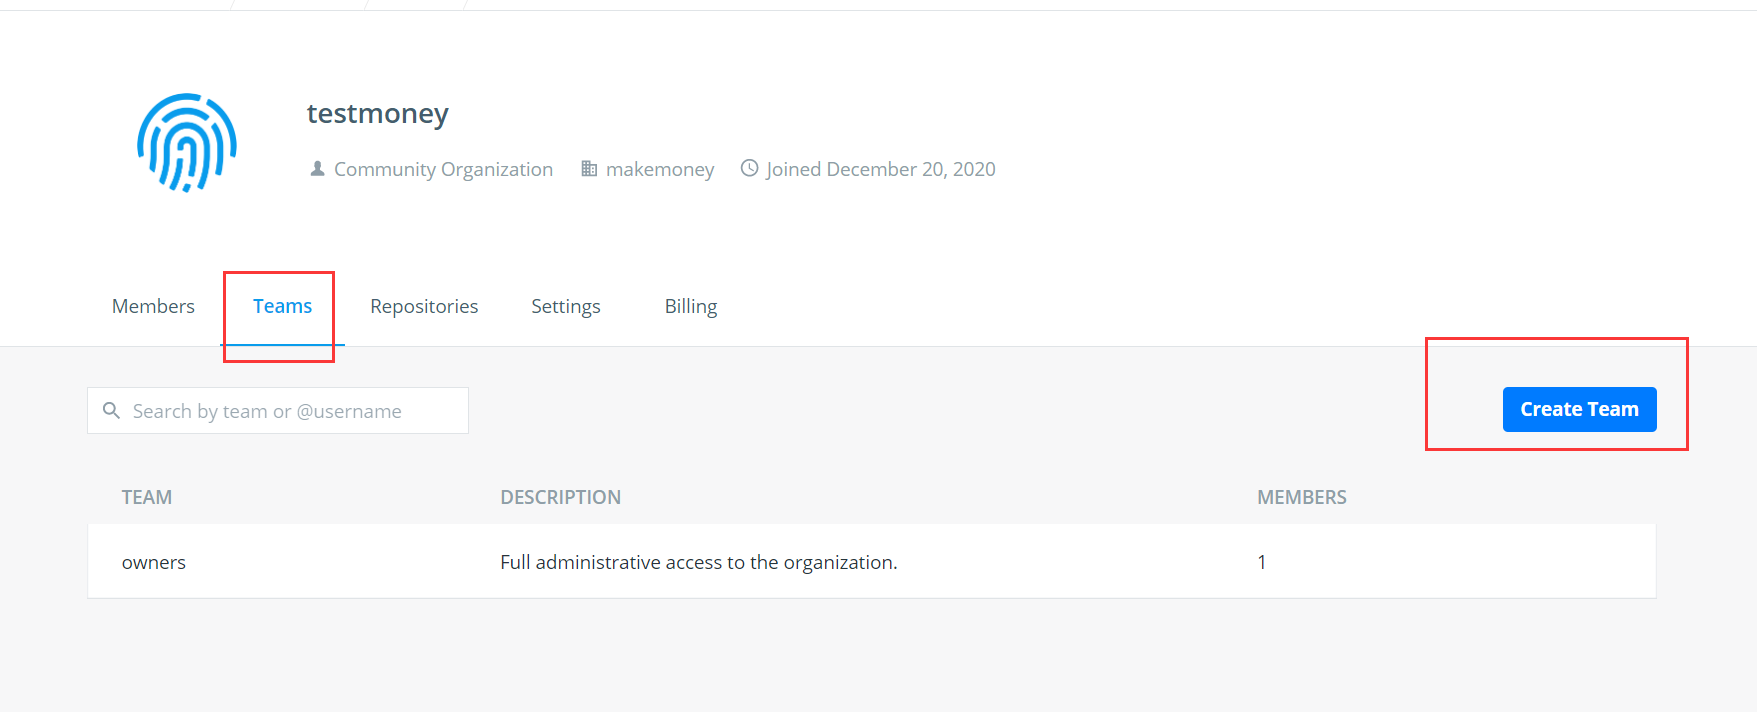 testmoney
Community Organization makemoney Joined December 20, 2020
Members Teams Repositories Settings Billing
Search by team or @username
Create Team
TEAM DESCRIPTION MEMBERS
owners Full administrative access to the organization. 1